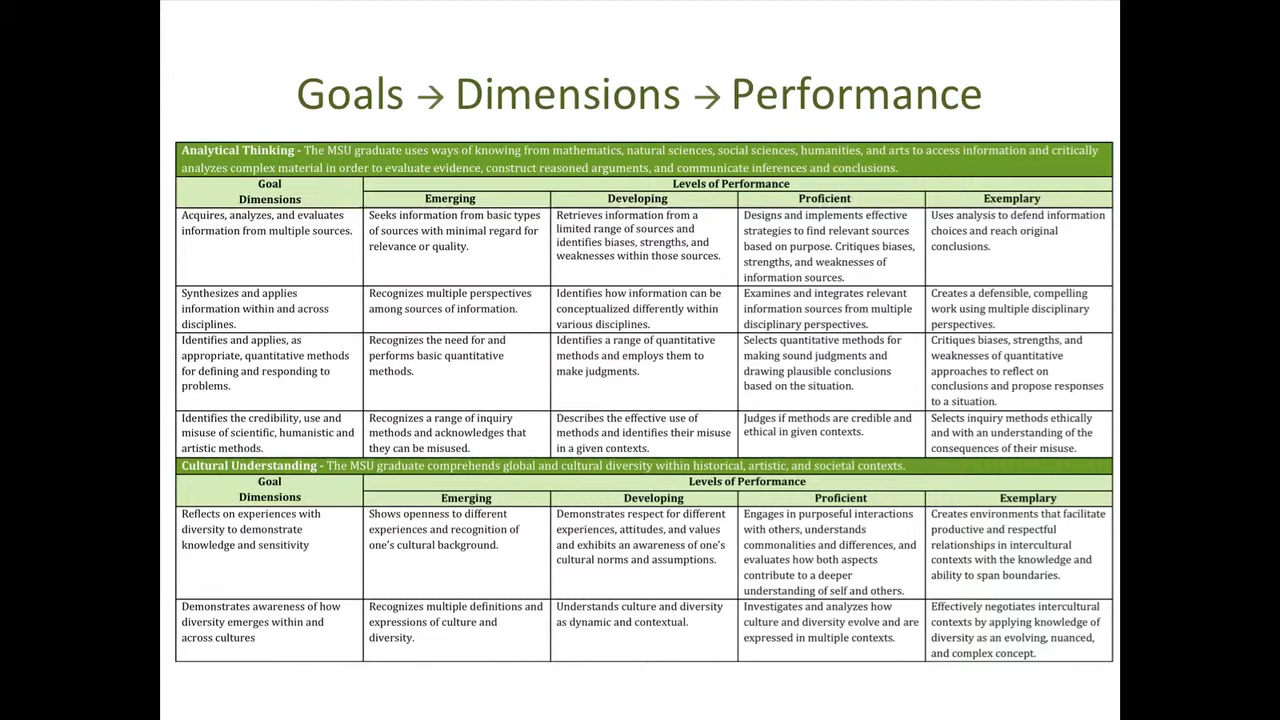 Goals → Dimensions → Performance
Analytical Thinking - The MSU graduate uses ways of knowing from mathematics, natural sciences, social sciences, humanities, and arts to access information and critically
analyzes complex material in order to evaluate evidence, construct reasoned arguments, and communicate inferences and conclusions.
Goal
Dimensions
Levels of Performance
Emerging
Developing
Proficient
Exemplary
Acquires, analyzes, and evaluates
information from multiple sources.
Seeks information from basic types
of sources with minimal regard for
relevance or quality.
Retrieves information from a
limited range of sources and
identifies biases, strengths, and
weaknesses within those sources.
Designs and implements effective
strategies to find relevant sources
based on purpose. Critiques biases,
strengths, and weaknesses of
information sources.
Uses analysis to defend information
choices and reach original
conclusions.
Synthesizes and applies
information within and across
disciplines.
Recognizes multiple perspectives
among sources of information.
Identifies how information can be
conceptualized differently within
various disciplines.
Examines and integrates relevant
information sources from multiple
disciplinary perspectives.
Creates a defensible, compelling
work using multiple disciplinary
perspectives.
Identifies and applies, as
appropriate, quantitative methods
for defining and responding to
problems.
Recognizes the need for and
performs basic quantitative
methods.
Identifies a range of quantitative
methods and employs them to
make judgments.
Selects quantitative methods for
making sound judgments and
drawing plausible conclusions
based on the situation.
Critiques biases, strengths, and
weaknesses of quantitative
approaches to reflect on
conclusions and propose responses
to a situation.
Identifies the credibility, use and
misuse of scientific, humanistic and
artistic methods.
Recognizes a range of inquiry
methods and acknowledges that
they can be misused.
Describes the effective use of
methods and identifies their misuse
in a given contexts.
Judges if methods are credible and
ethical in given contexts.
Selects inquiry methods ethically
and with an understanding of the
consequences of their misuse.
Cultural Understanding - The MSU graduate comprehends global and cultural diversity within historical, artistic, and societal contexts.
Goal
Dimensions
Levels of Performance
Emerging
Developing
Proficient
Exemplary
Reflects on experiences with
diversity to demonstrate
knowledge and sensitivity
Shows openness to different
experiences and recognition of
one's cultural background.
Demonstrates respect for different
experiences, attitudes, and values
and exhibits an awareness of one's
cultural norms and assumptions.
Engages in purposeful interactions
with others, understands
commonalities and differences, and
evaluates how both aspects
contribute to a deeper
understanding of self and others.
Creates environments that facilitate
productive and respectful
relationships in intercultural
contexts with the knowledge and
ability to span boundaries.
Demonstrates awareness of how
diversity emerges within and
across cultures
Recognizes multiple definitions and
expressions of culture and
diversity.
Understands culture and diversity
as dynamic and contextual.
Investigates and analyzes how
culture and diversity evolve and are
expressed in multiple contexts.
Effectively negotiates intercultural
contexts by applying knowledge of
diversity as an evolving, nuanced,
and complex concept.